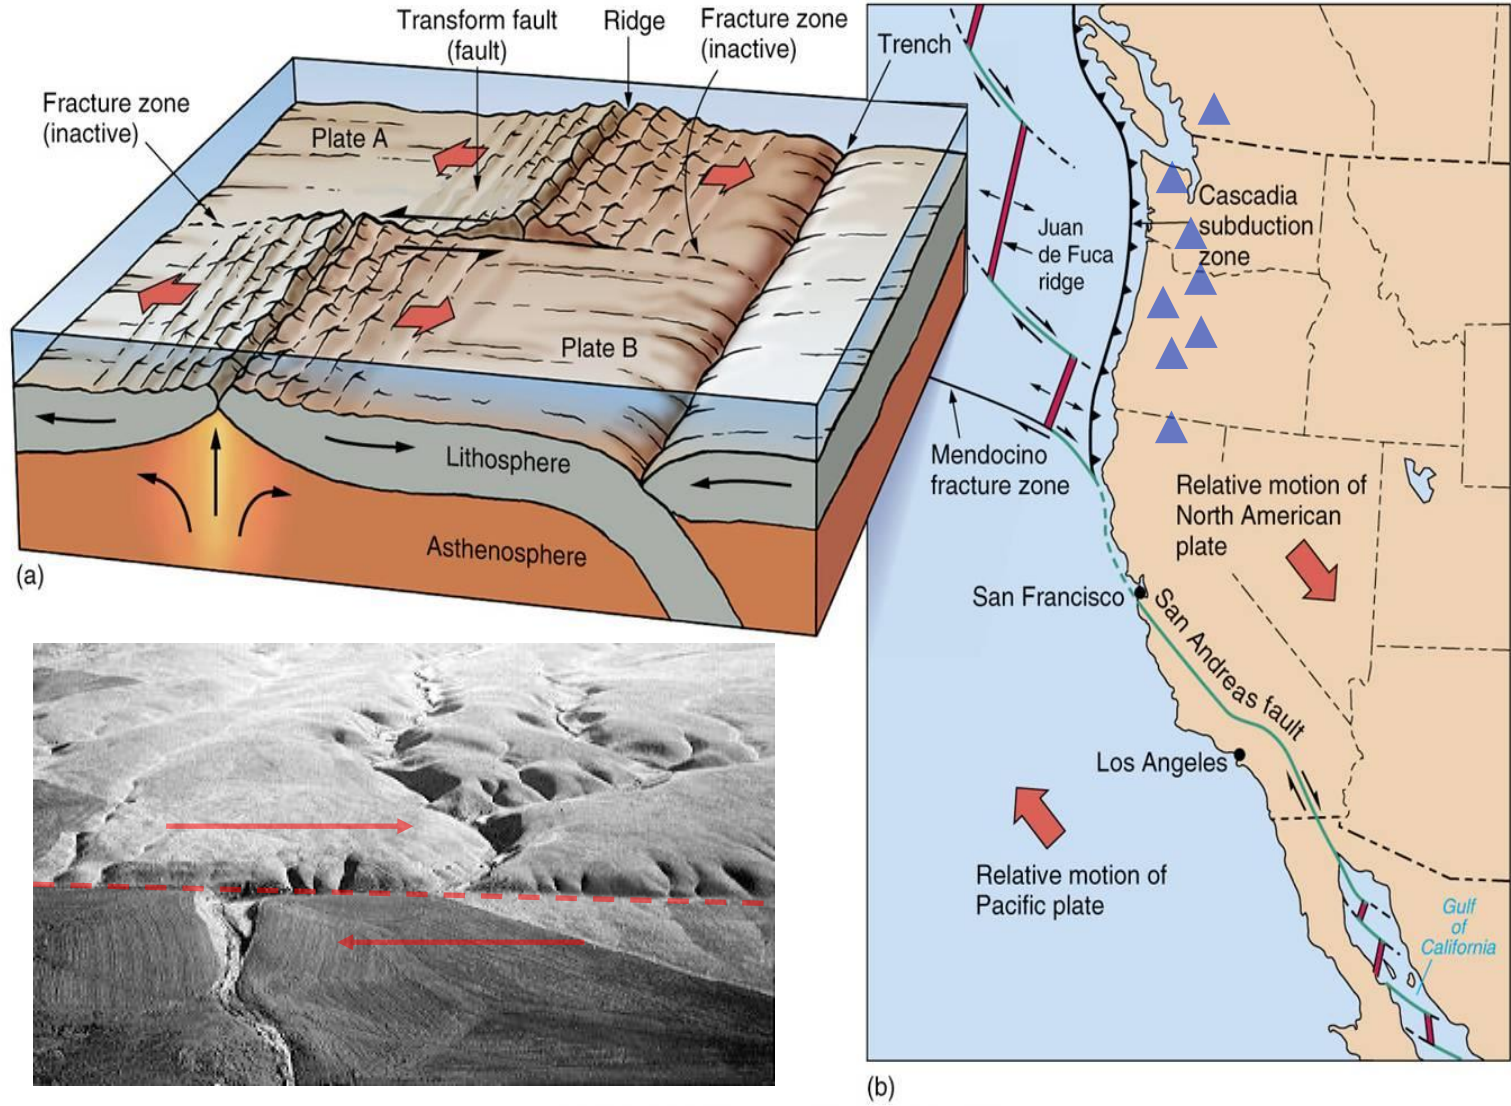 Transform fault
(fault)
Ridge
Fracture zone
(inactive)
Trench
Fracture zone
(inactive)
Plate A
Plate B
Lithosphere
Asthenosphere
(a)
Cascadia
subduction
zone
Juan
de Fuca
ridge
Mendocino
fracture zone
Relative motion of
North American
plate
San Francisco
San Andreas fault
Los Angeles
Relative motion of
Pacific plate
Gulf
of
California
(b)